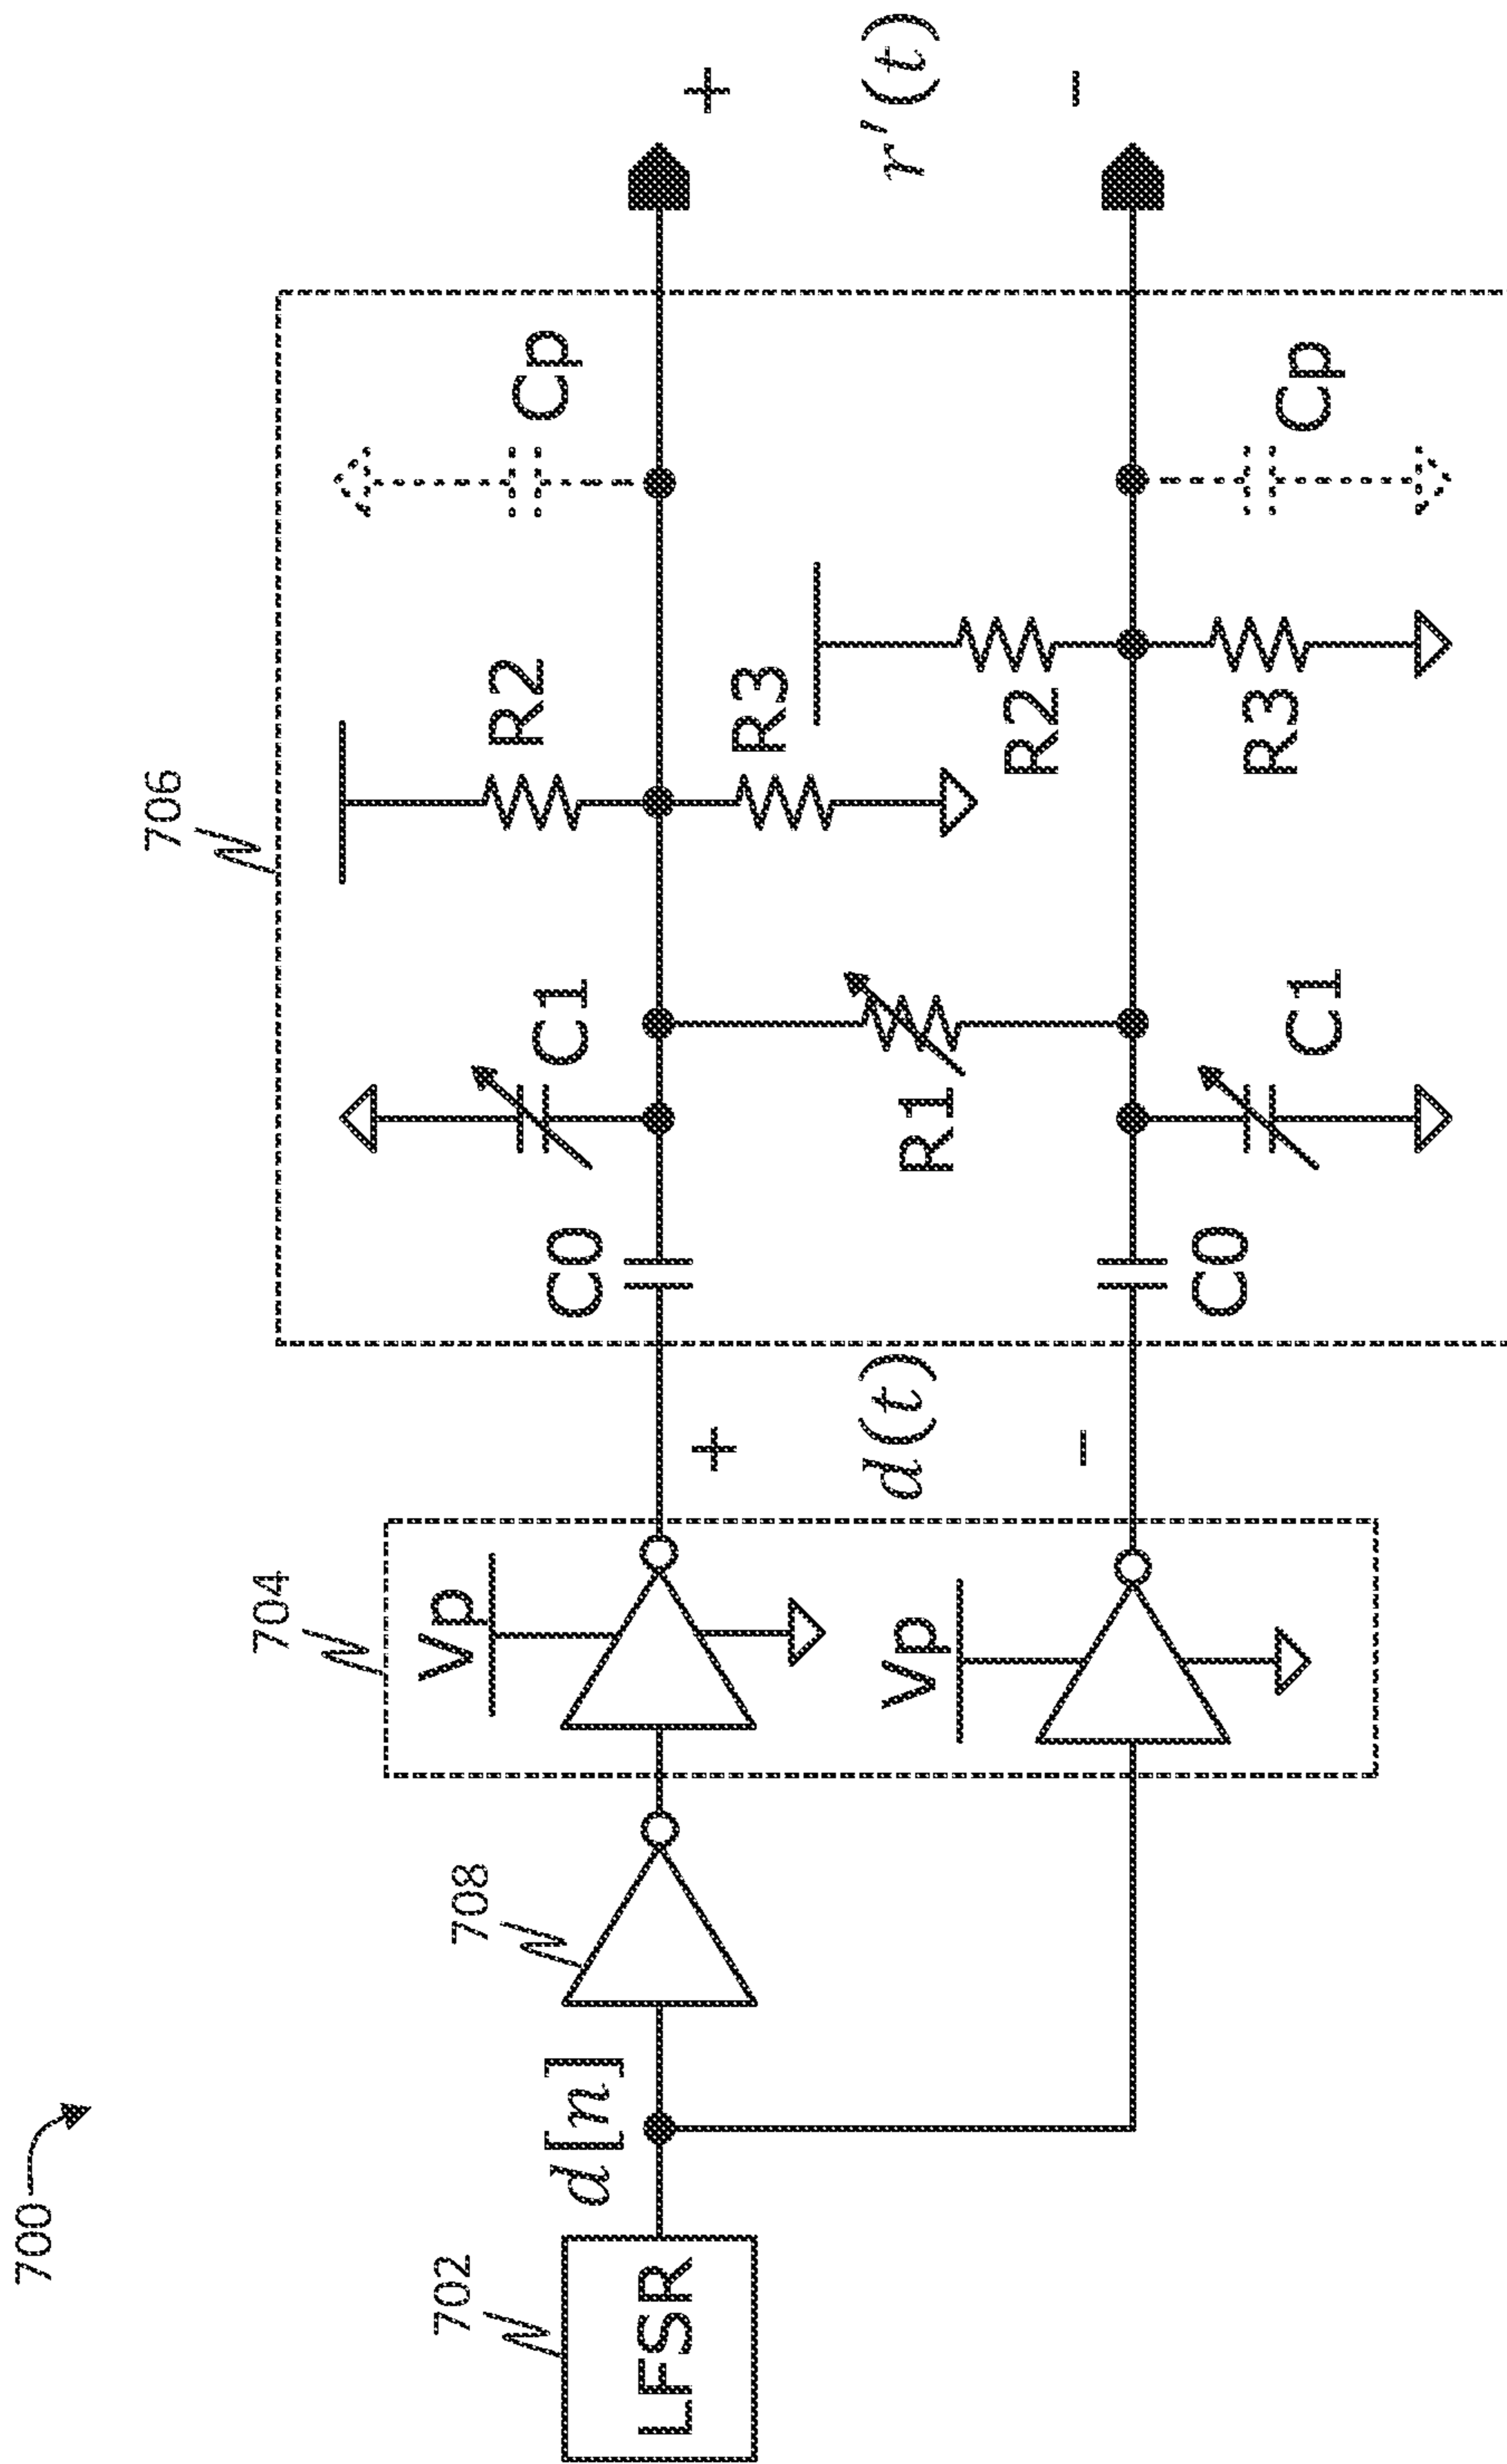 700
702
LFSR
d[n]
708
704
Vp
Vp
+
d(t)
−
706
C0
C0
C1
C1
R1
R2
R3
R2
R3
Cp
Cp
+
r′(t)
−